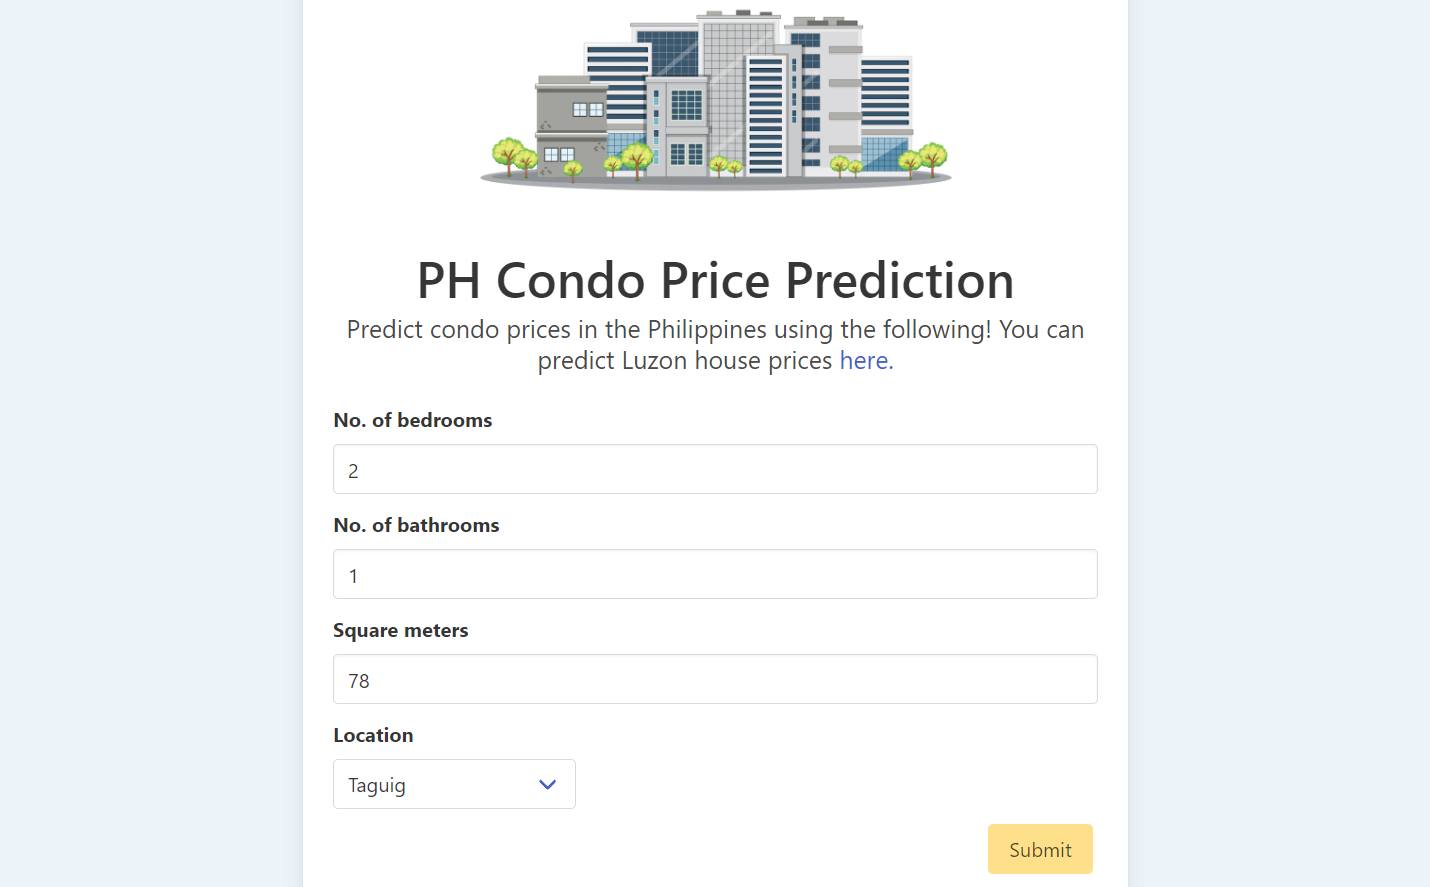 PH Condo Price Prediction
Predict condo prices in the Philippines using the following! You can
predict Luzon house prices here.
No. of bedrooms
2
No. of bathrooms
1
Square meters
78
Location
Taguig
Submit